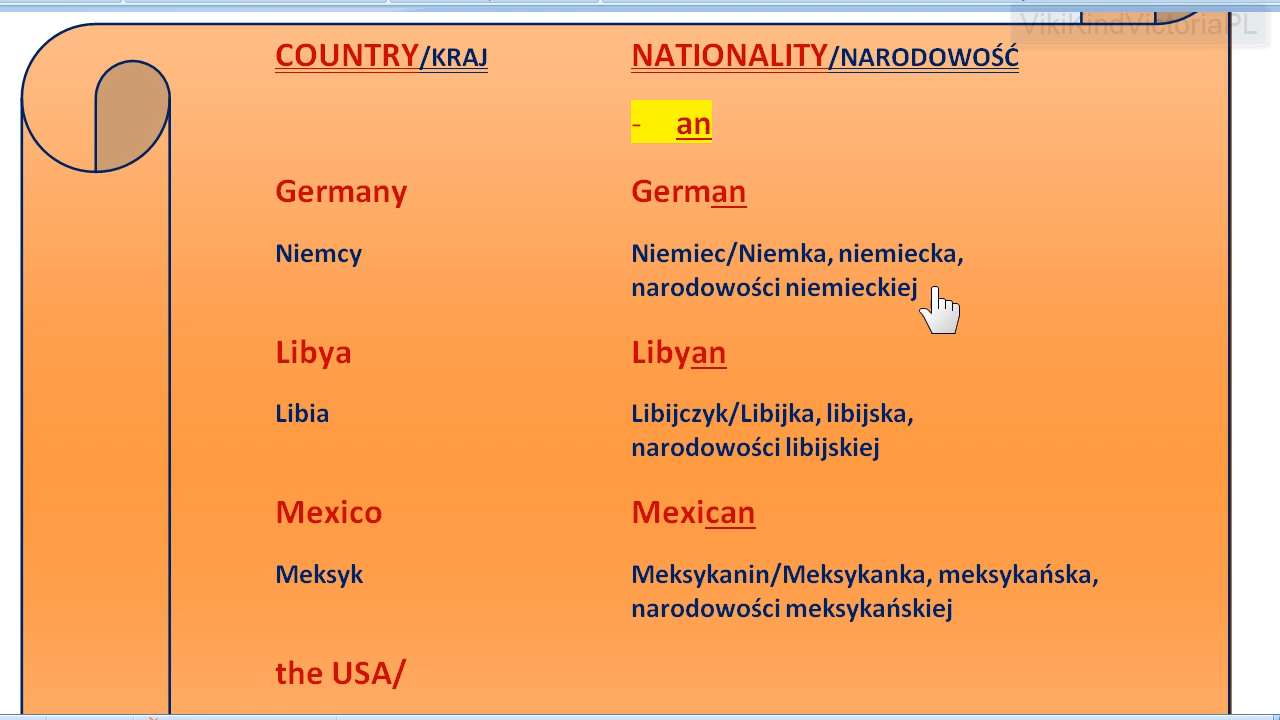 VikiKindVictoriaPL
COUNTRY/KRAJ NATIONALITY/NARODOWOŚĆ
- an
Germany German
Niemcy Niemiec/Niemka, niemiecka,
narodowości niemieckiej
Libya Libyan
Libia Libijczyk/Libijka, libijska,
narodowości libijskiej
Mexico Mexican
Meksyk Meksykanin/Meksykanka, meksykańska,
narodowości meksykańskiej
the USA/